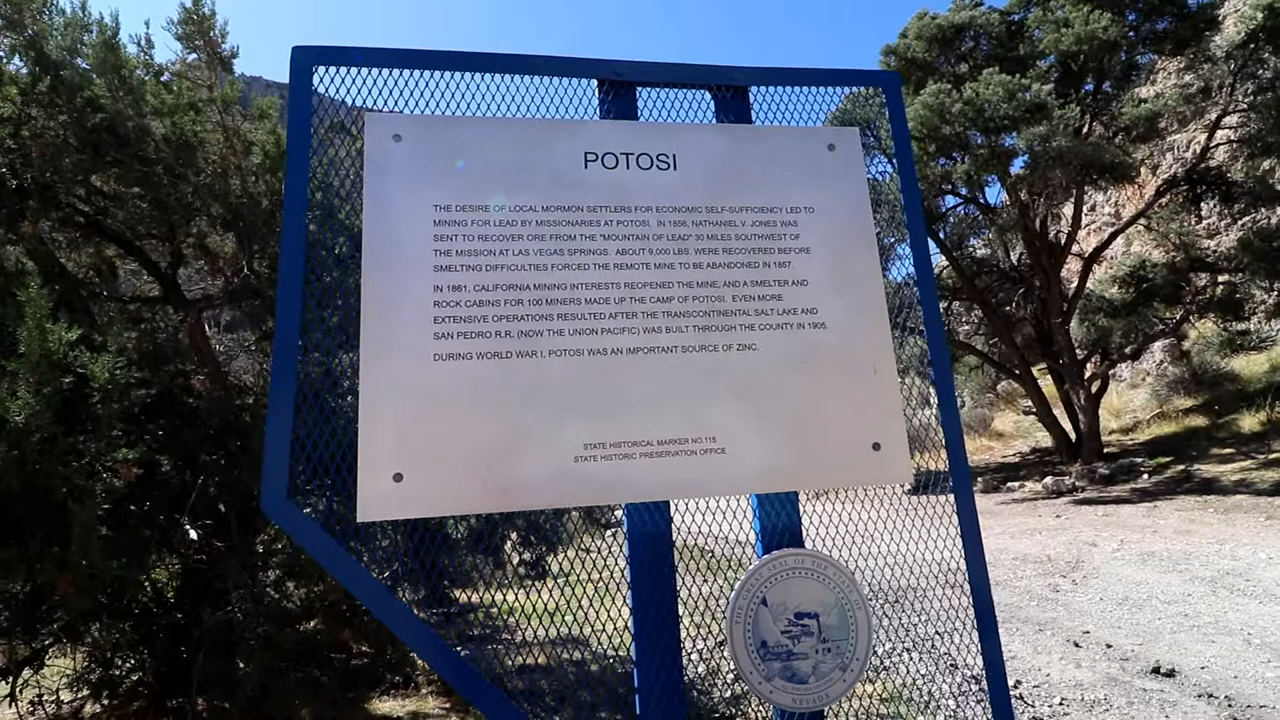 POTOSI
THE DESIRE OF LOCAL MORMON SETTLERS FOR ECONOMIC SELF-SUFFICIENCY LED TO
MINING FOR LEAD BY MISSIONARIES AT POTOSI. IN 1856, NATHANIEL V. JONES WAS
SENT TO RECOVER ORE FROM THE "MOUNTAIN OF LEAD" 30 MILES SOUTHWEST OF
THE MISSION AT LAS VEGAS SPRINGS. ABOUT 9,000 LBS. WERE RECOVERED BEFORE
SMELTING DIFFICULTIES FORCED THE REMOTE MINE TO BE ABANDONED IN 1857.
IN 1861, CALIFORNIA MINING INTERESTS REOPENED THE MINE, AND A SMELTER AND
ROCK CABINS FOR 100 MINERS MADE UP THE CAMP OF POTOSI. EVEN MORE
EXTENSIVE OPERATIONS RESULTED AFTER THE TRANSCONTINENTAL SALT LAKE AND
SAN PEDRO R.R. (NOW THE UNION PACIFIC) WAS BUILT THROUGH THE COUNTY IN 1905.
DURING WORLD WAR I, POTOSI WAS AN IMPORTANT SOURCE OF ZINC.
STATE HISTORICAL MARKER NO.115
STATE HISTORIC PRESERVATION OFFICE
THE GREAT SEAL OF THE STATE OF
NEVADA